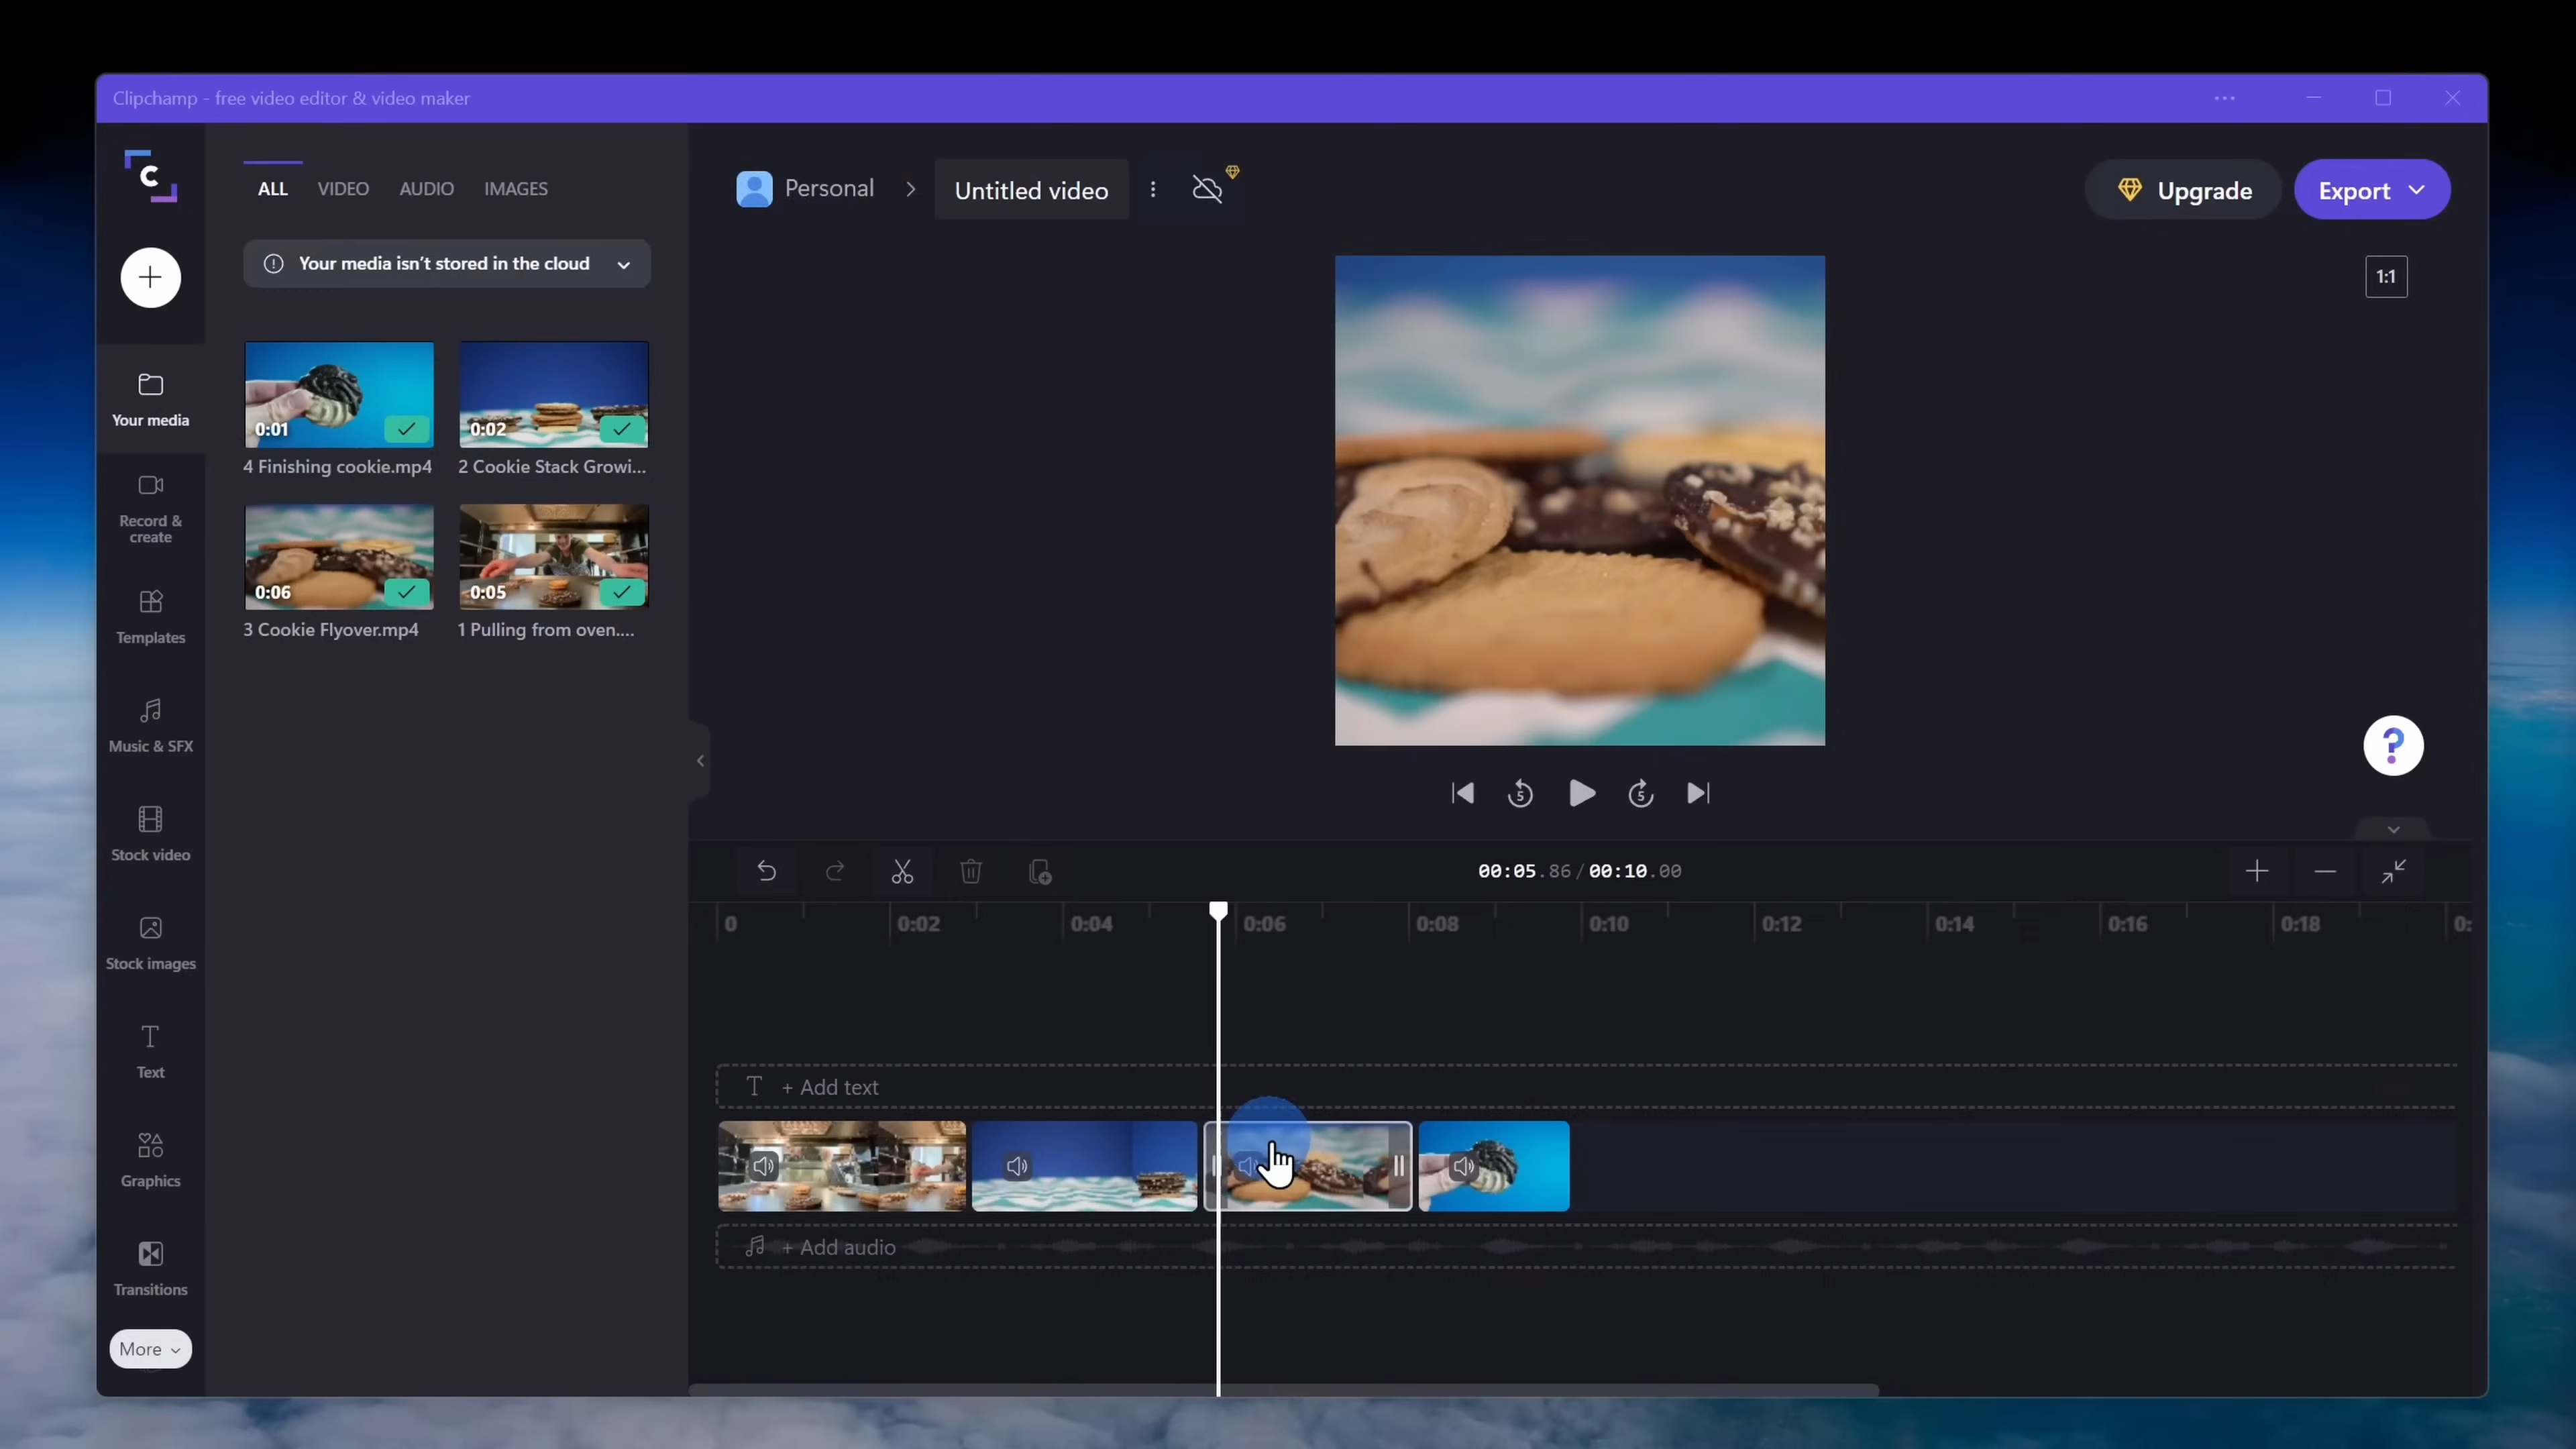 Clipchamp - free video editor & video maker
C
ALL VIDEO AUDIO IMAGES
Your media isn't stored in the cloud
Personal
Untitled video
Upgrade
Export
1:1
Your media
Record &
create
Templates
Music & SFX
Stock video
Stock images
Text
Graphics
Transitions
More
0:01
0:02
4 Finishing cookie.mp4
2 Cookie Stack Growi...
0:06
0:05
3 Cookie Flyover.mp4
1 Pulling from oven....
5
5
?
00:05.86/00:10.00
0 0:02 0:04 0:06 0:08 0:10 0:12 0:14 0:16 0:18 0:
T + Add text
+ Add audio